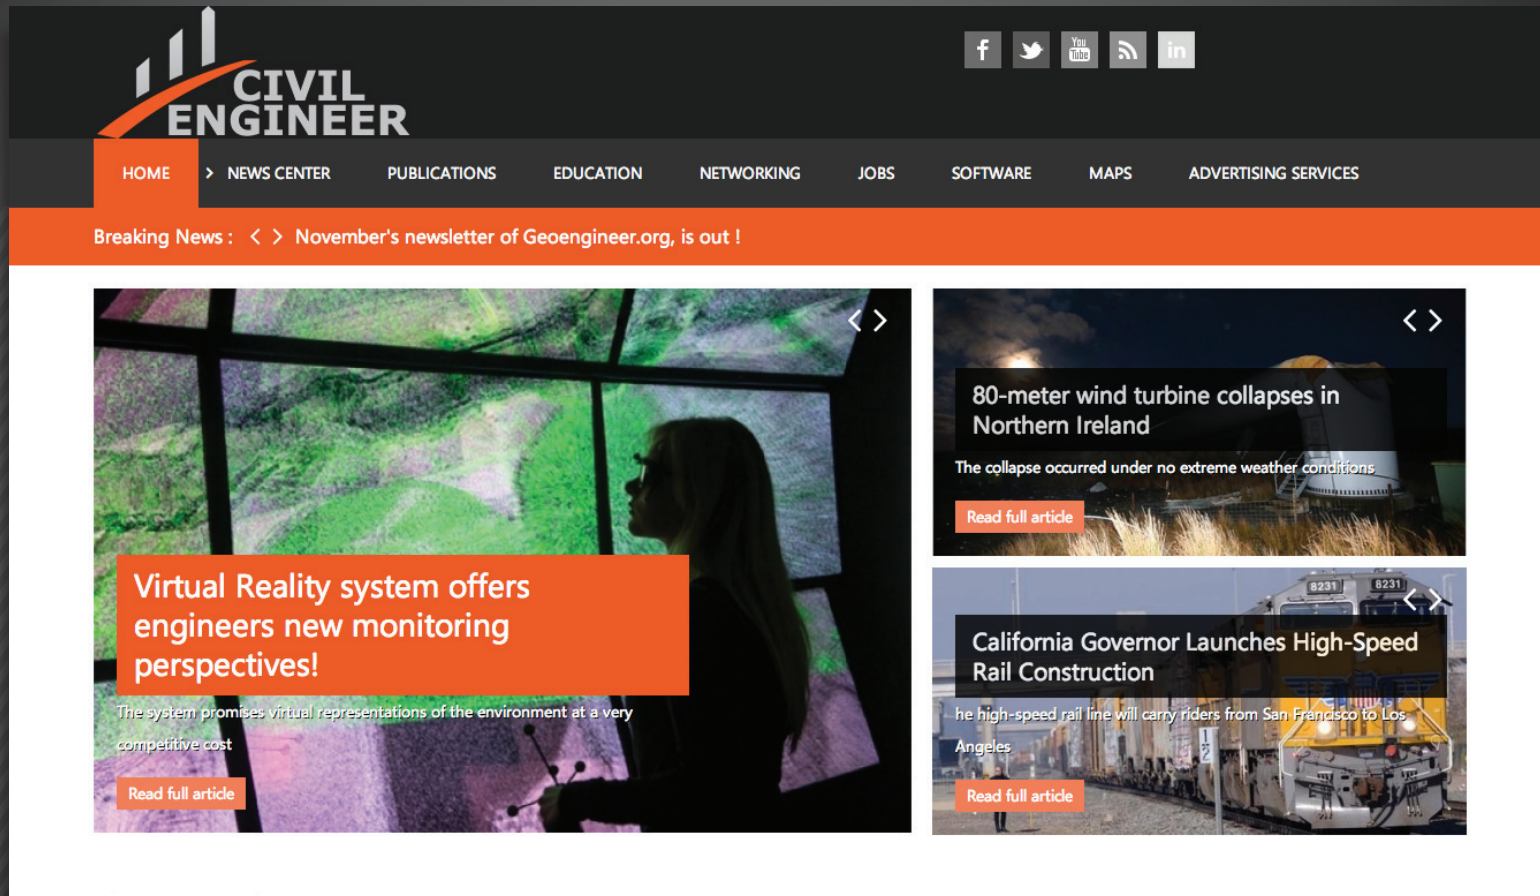 CIVIL
ENGINEER
f
You
Tube
in
HOME
NEWS CENTER
PUBLICATIONS
EDUCATION
NETWORKING
JOBS
SOFTWARE
MAPS
ADVERTISING SERVICES
Breaking News : < > November's newsletter of Geoengineer.org, is out !
Virtual Reality system offers
engineers new monitoring
perspectives!
The system promises virtual representations of the environment at a very
competitive cost
Read full article
80-meter wind turbine collapses in
Northern Ireland
The collapse occurred under no extreme weather conditions
Read full article
8231
8231
California Governor Launches High-Speed
Rail Construction
he high-speed rail line will carry riders from San Francisco to Los
Angeles
1
2
Read full article